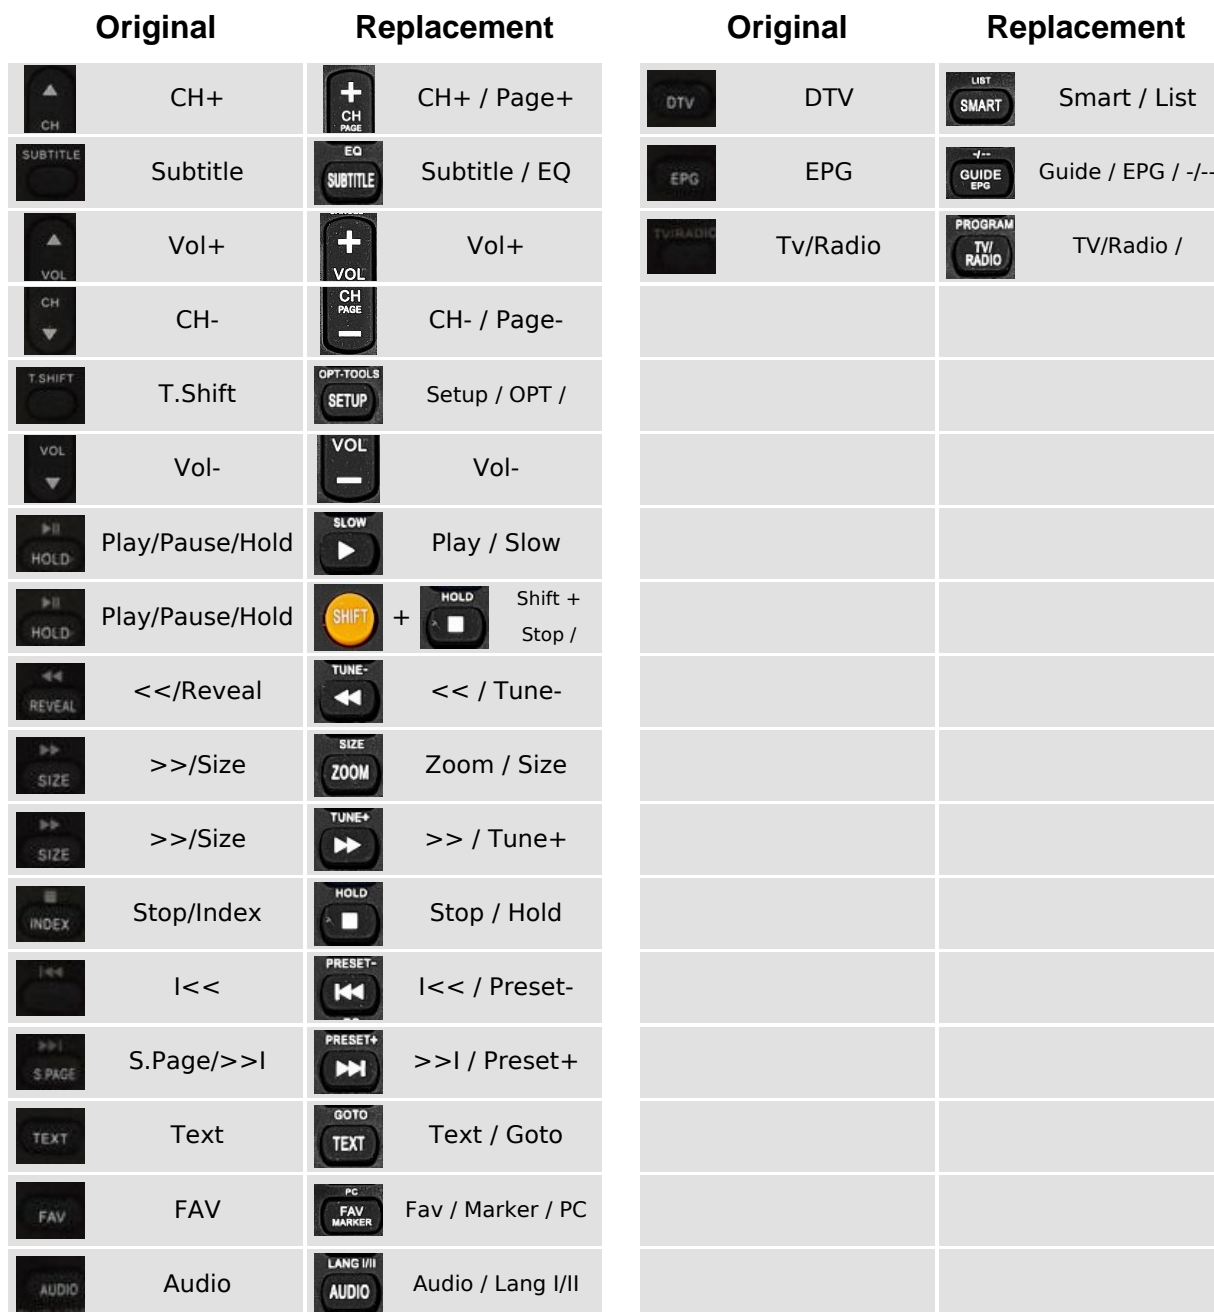 Original Replacement Original Replacement
CH CH+ + CH PAGE CH+ / Page+ DTV DTV LIST SMART Smart / List
SUBTITLE Subtitle EQ SUBTITLE Subtitle / EQ EPG EPG -/-- GUIDE EPG Guide / EPG / -/--
VOL Vol+ + VOL Vol+ TV/RADIO Tv/Radio PROGRAM TV/ RADIO TV/Radio /
CH CH- CH PAGE CH- / Page-
T.SHIFT T.Shift OPT-TOOLS SETUP Setup / OPT /
VOL Vol- VOL Vol-
HOLD Play/Pause/Hold SLOW Play / Slow
HOLD Play/Pause/Hold SHIFT + HOLD Shift +
Stop /
REVEAL <</Reveal TUNE- << / Tune-
SIZE >>/Size SIZE ZOOM Zoom / Size
SIZE >>/Size TUNE+ >> / Tune+
INDEX Stop/Index HOLD Stop / Hold
I<< PRESET- I<< / Preset-
S.PAGE S.Page/>>I PRESET+ >>I / Preset+
TEXT Text GOTO TEXT Text / Goto
FAV FAV PC FAV MARKER Fav / Marker / PC
AUDIO Audio LANG I/II AUDIO Audio / Lang I/II